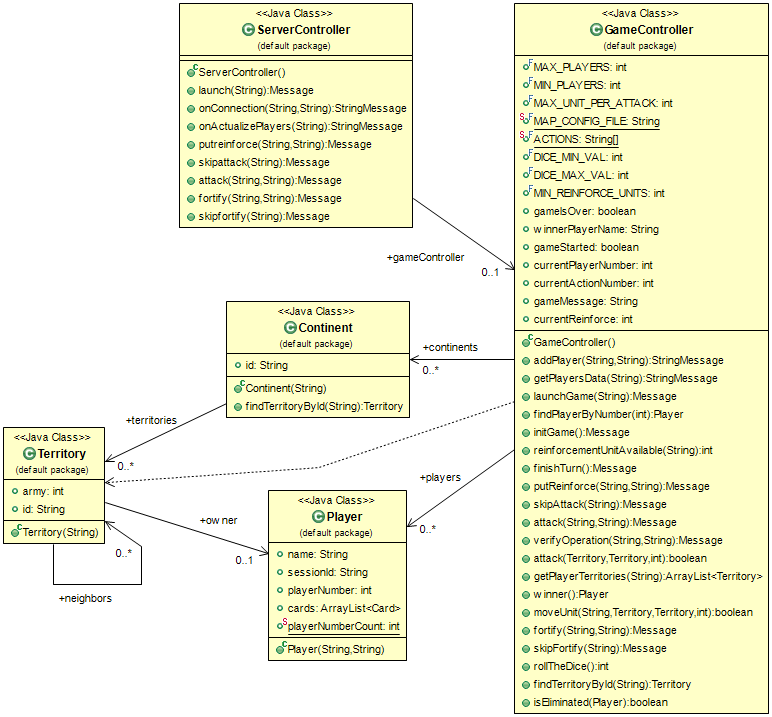 <<Java Class>>
ServerController
(default package)
ServerController()
launch(String):Message
onConnection(String,String):StringMessage
onActualizePlayers(String):StringMessage
putreinforce(String,String):Message
skipattack(String):Message
attack(String,String):Message
fortify(String,String):Message
skipfortify(String):Message
+gameController
0..1
<<Java Class>>
GameController
(default package)
MAX_PLAYERS: int
MIN_PLAYERS: int
MAX_UNIT_PER_ATTACK: int
MAP_CONFIG_FILE: String
ACTIONS: String[]
DICE_MIN_VAL: int
DICE_MAX_VAL: int
MIN_REINFORCE_UNITS: int
gameIsOver: boolean
winnerPlayerName: String
gameStarted: boolean
currentPlayerNumber: int
currentActionNumber: int
gameMessage: String
currentReinforce: int
GameController()
addPlayer(String,String):StringMessage
getPlayersData(String):StringMessage
launchGame(String):Message
findPlayerByNumber(int):Player
initGame():Message
reinforcementUnitAvailable(String):int
finishTurn():Message
putReinforce(String,String):Message
skipAttack(String):Message
attack(String,String):Message
verifyOperation(String,String):Message
attack(Territory,Territory,int):boolean
getPlayerTerritories(String):ArrayList<Territory>
winner():Player
moveUnit(String,Territory,Territory,int):boolean
fortify(String,String):Message
skipFortify(String):Message
rollTheDice():int
findTerritoryById(String):Territory
isEliminated(Player):boolean
<<Java Class>>
Continent
(default package)
id: String
Continent(String)
findTerritoryById(String):Territory
+continents
0..*
+territories
0..*
<<Java Class>>
Territory
(default package)
army: int
id: String
Territory(String)
0..*
+neighbors
+owner
0..1
+players
0..*
<<Java Class>>
Player
(default package)
name: String
sessionId: String
playerNumber: int
cards: ArrayList<Card>
playerNumberCount: int
Player(String,String)